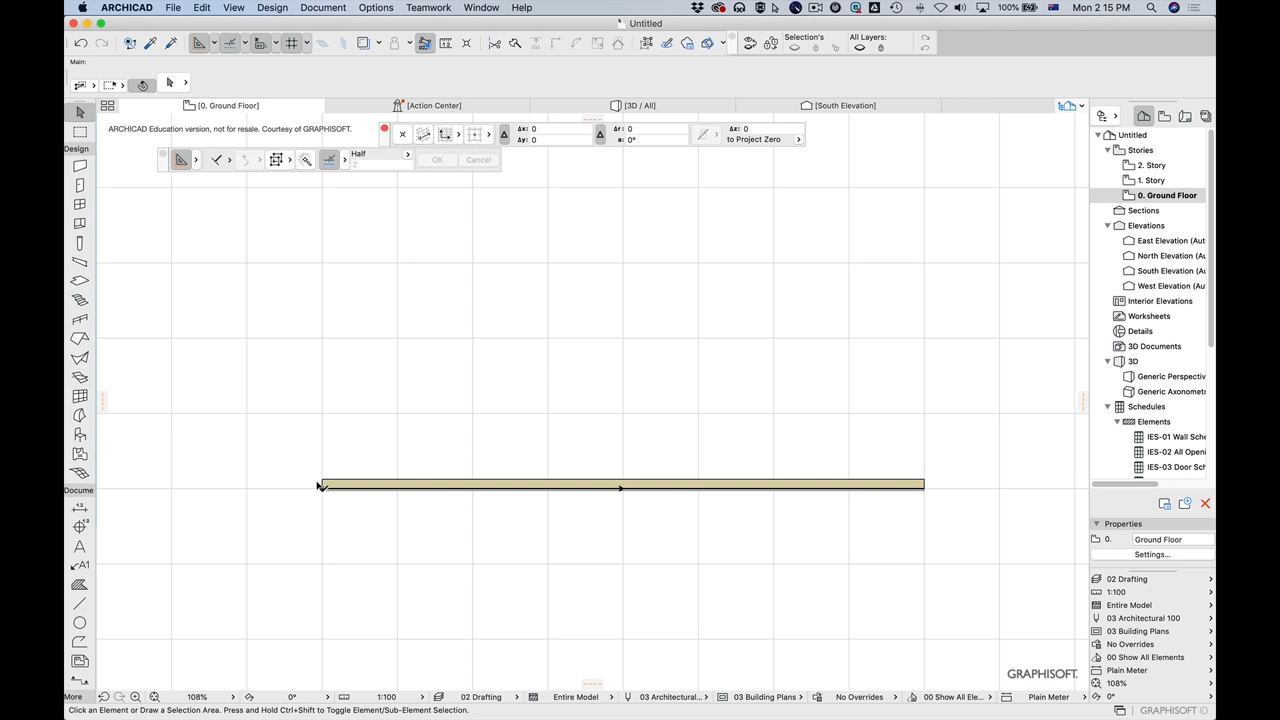 ARCHICAD File Edit View Design Document Options Teamwork Window Help 100% Mon 2:15 PM
Untitled
Selection's
All Layers:
Main:
[0. Ground Floor] [Action Center] [3D / All] [South Elevation]
ARCHICAD Education version, not for resale. Courtesy of GRAPHISOFT.
Δx: 0 Δr: 0 Δz: 0
Δy: 0 a: 0° to Project Zero
Half
2
OK Cancel
Design
Docume
More
Untitled
Stories
2. Story
1. Story
0. Ground Floor
Sections
Elevations
East Elevation (Aut
North Elevation (Au
South Elevation (Au
West Elevation (Au
Interior Elevations
Worksheets
Details
3D Documents
3D
Generic Perspectiv
Generic Axonomet
Schedules
Elements
IES-01 Wall Sche
IES-02 All Openi
IES-03 Door Sch
Properties
0. Ground Floor
Settings...
02 Drafting
1:100
Entire Model
03 Architectural 100
03 Building Plans
No Overrides
00 Show All Elements
Plain Meter
108%
0°
GRAPHISOFT.
108% 0° 1:100 02 Drafting Entire Model 03 Architectural... 03 Building Plans No Overrides 00 Show All Ele... Plain Meter
Click an Element or Draw a Selection Area. Press and Hold Ctrl+Shift to Toggle Element/Sub-Element Selection.
GRAPHISOFT ID